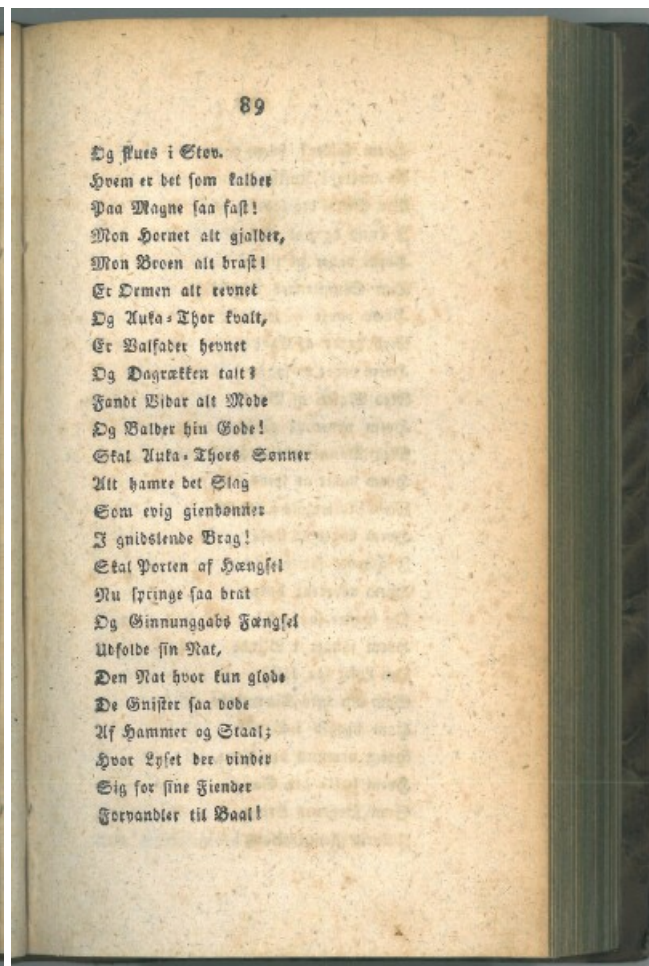 89
Og skues i Støv.
Hvem er det som kalder
Paa Magne saa fast!
Mon Hornet alt gjalder,
Mon Broen alt brast!
Er Ormen alt revnet
Og Auka-Thor kvalt,
Er Valfader hevnet
Og Dagrækken talt?
Fandt Vidar alt Mode
Og Balder hin Gode!
Skal Auka-Thors Sønner
Alt hamre det Slag
Som evig giendønner
I gnidslende Brag!
Skal Porten af Hængsel
Nu springe saa brat
Og Ginnunggabs Fængsel
Udfolde sin Nat,
Den Nat hvor kun gløde
De Gnister saa døde
Af Hammer og Staal;
Hvor Lyset der vinder
Sig for sine Fiender
Forvandler til Baal!